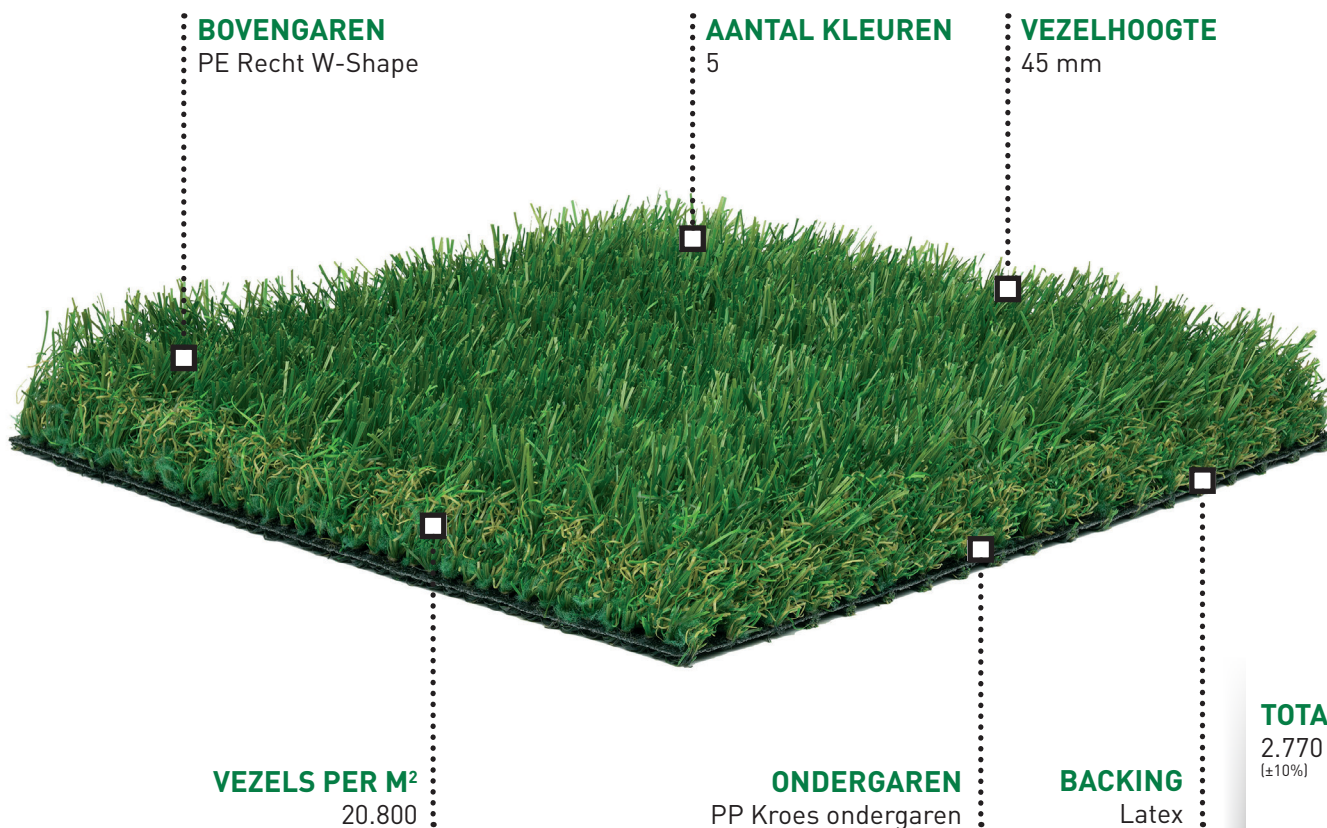 BOVENGAREN
PE Recht W-Shape
AANTAL KLEUREN
5
VEZELHOOGTE
45 mm
VEZELS PER M²
20.800
ONDERGAREN
PP Kroes ondergaren
BACKING
Latex
TOTA
2.770
(±10%)